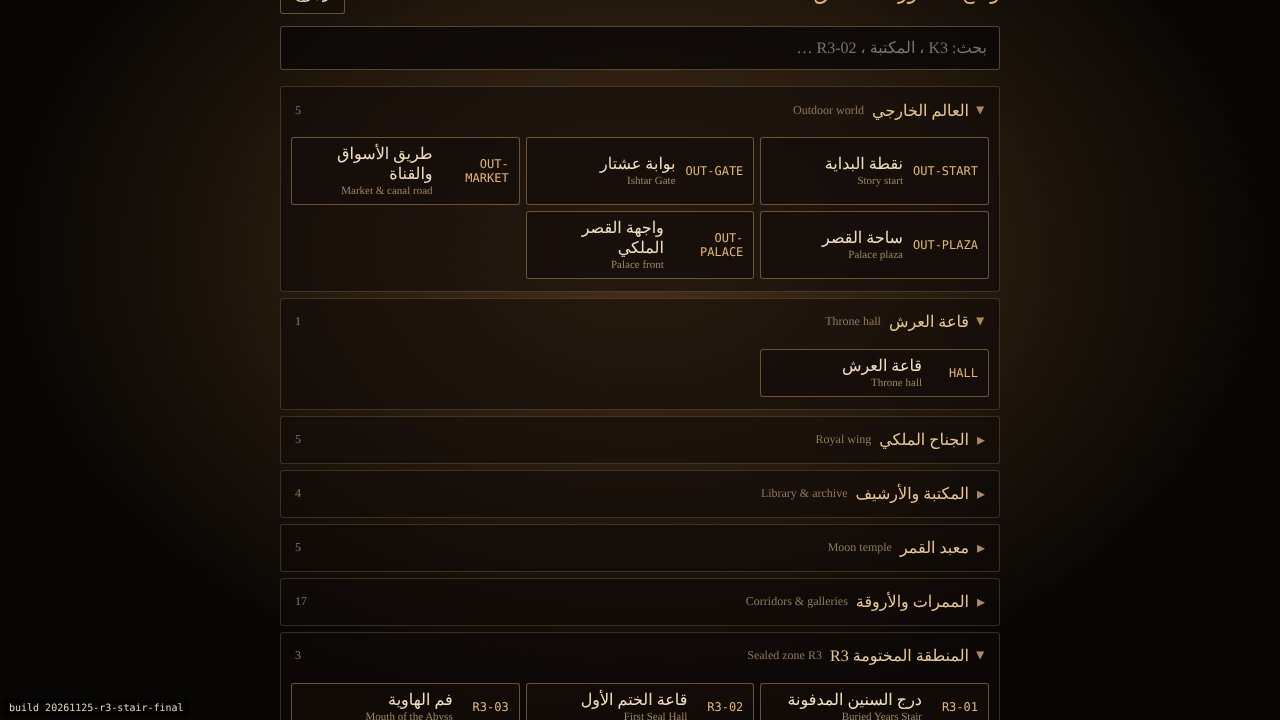 بحث: K3 ، المكتبة ، R3-02 …
▼ العالم الخارجي Outdoor world 5
OUT-START نقطة البداية
Story start
OUT-GATE بوابة عشتار
Ishtar Gate
OUT-MARKET طريق الأسواق والقناة
Market & canal road
OUT-PLAZA ساحة القصر
Palace plaza
OUT-PALACE واجهة القصر الملكي
Palace front
▼ قاعة العرش Throne hall 1
HALL قاعة العرش
Throne hall
► الجناح الملكي Royal wing 5
► المكتبة والأرشيف Library & archive 4
► معبد القمر Moon temple 5
► الممرات والأروقة Corridors & galleries 17
▼ المنطقة المختومة R3 Sealed zone R3 3
R3-01 درج السنين المدفونة
Buried Years Stair
R3-02 قاعة الختم الأول
First Seal Hall
R3-03 فم الهاوية
Mouth of the Abyss
build 20261125-r3-stair-final